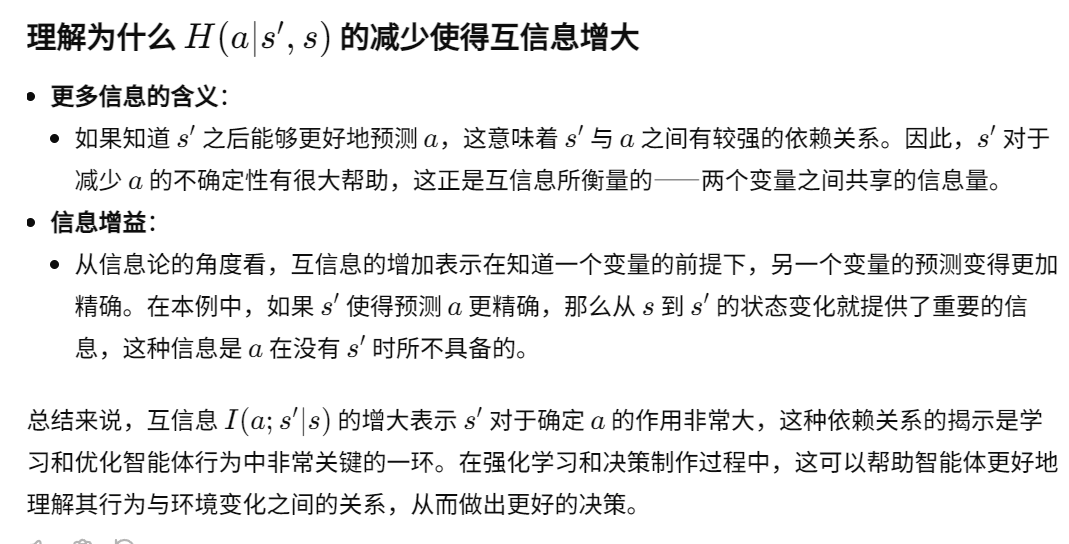 理解为什么 H(a|s′, s) 的减少使得互信息增大
• 更多信息的含义：
• 如果知道 s′ 之后能够更好地预测 a，这意味着 s′ 与 a 之间有较强的依赖关系。因此，s′ 对于
减少 a 的不确定性有很大帮助，这正是互信息所衡量的——两个变量之间共享的信息量。
• 信息增益：
• 从信息论的角度看，互信息的增加表示在知道一个变量的前提下，另一个变量的预测变得更加
精确。在本例中，如果 s′ 使得预测 a 更精确，那么从 s 到 s′ 的状态变化就提供了重要的信
息，这种信息是 a 在没有 s′ 时所不具备的。
总结来说，互信息 I(a; s′|s) 的增大表示 s′ 对于确定 a 的作用非常大，这种依赖关系的揭示是学
习和优化智能体行为中非常关键的一环。在强化学习和决策制作过程中，这可以帮助智能体更好地
理解其行为与环境变化之间的关系，从而做出更好的决策。